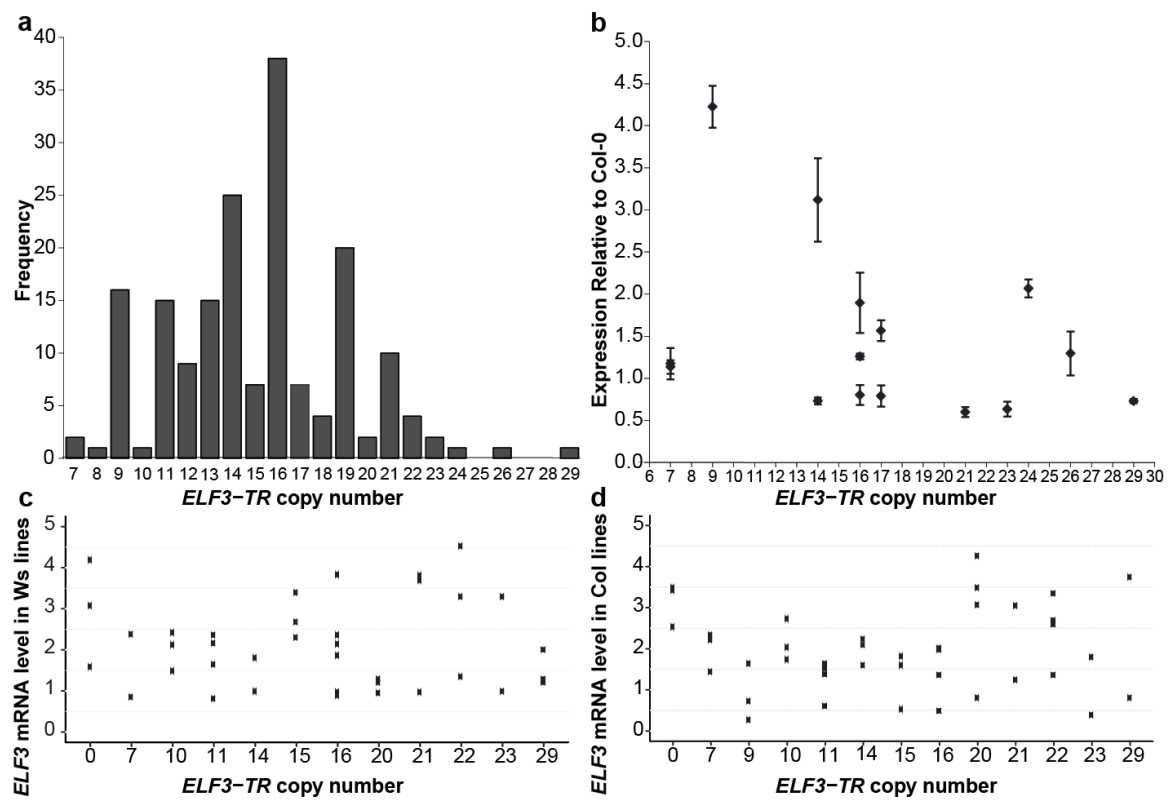 a
40
35
30
25
20
15
10
5
0
Frequency
7 8 9 10 11 12 13 14 15 16 17 18 19 20 21 22 23 24 25 26 27 28 29
ELF3−TR copy number
b
5.0
4.5
4.0
3.5
3.0
2.5
2.0
1.5
1.0
0.5
0.0
Expression Relative to Col-0
6 7 8 9 10 11 12 13 14 15 16 17 18 19 20 21 22 23 24 25 26 27 28 29 30
ELF3−TR copy number
c
5
4
3
2
1
0
ELF3 mRNA level in Ws lines
0 7 10 11 14 15 16 20 21 22 23 29
ELF3−TR copy number
d
5
4
3
2
1
0
ELF3 mRNA level in Col lines
0 7 9 10 11 14 15 16 20 21 22 23 29
ELF3−TR copy number